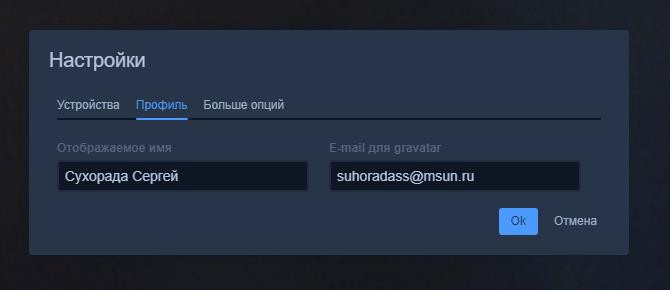 Настройки
Устройства Профиль Больше опций
Отображаемое имя E-mail для gravatar
Сухорада Сергей suhoradass@msun.ru
Ok Отмена